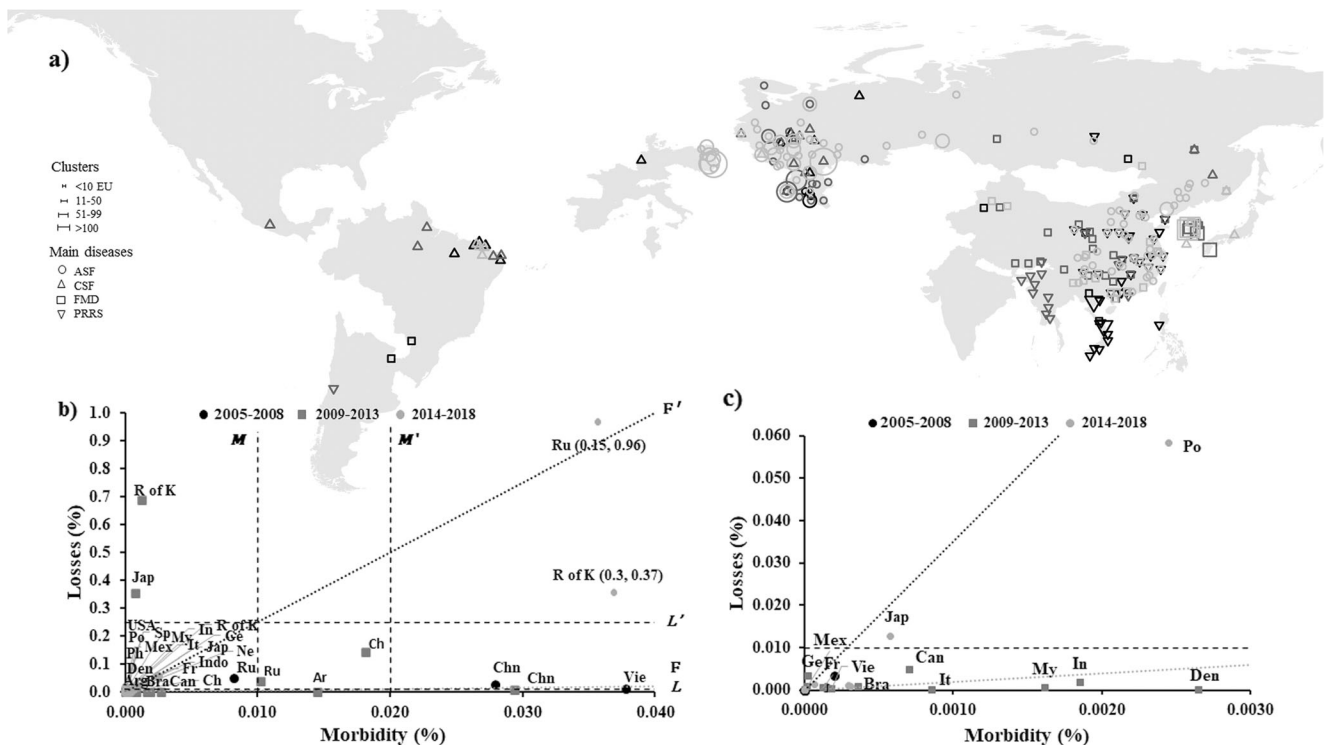 a)
Clusters
<10 EU
11-50
51-99
>100
Main diseases
ASF
CSF
FMD
PRRS
b)
2005-2008
2009-2013
2014-2018
F'
M
M'
Ru (0.15, 0.96)
R of K
Jap
R of K (0.3, 0.37)
L'
USA
Po
Sp
My
In
R of K
Mex
It
Ge
Ph
Jap
Ne
Den
Fr
Indo
Arg
Bra
Can
Ch
Ru
Ru
Ch
Ar
Chn
Chn
Vie
F
L
Losses (%)
1.0
0.9
0.8
0.7
0.6
0.5
0.4
0.3
0.2
0.1
0.0
0.000
0.010
0.020
0.030
0.040
Morbidity (%)
c)
2005-2008
2009-2013
2014-2018
Po
Jap
Mex
Ge
Fr
Vie
Bra
Can
It
My
In
Den
Losses (%)
0.060
0.050
0.040
0.030
0.020
0.010
0.000
0.0000
0.0010
0.0020
0.0030
Morbidity (%)